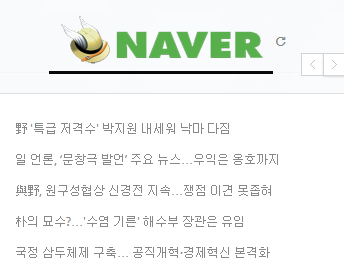 NAVER
野 '특급 저격수' 박지원 내세워 낙마 다짐
일 언론, '문창극 발언' 주요 뉴스…우익은 옹호까지
與野, 원구성협상 신경전 지속…쟁점 이견 못좁혀
朴의 묘수?…'수염 기른' 해수부 장관은 유임
국정 삼두체제 구축… 공직개혁·경제혁신 본격화